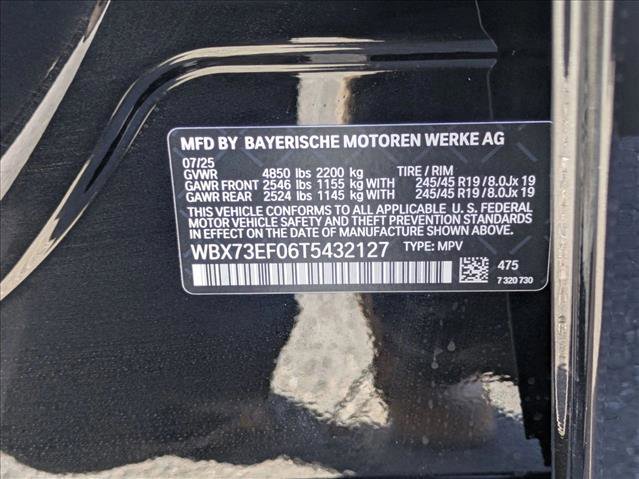 MFD BY BAYERISCHE MOTOREN WERKE AG
07/25
GVWR 4850 lbs 2200 kg TIRE / RIM
GAWR FRONT 2546 lbs 1155 kg WITH 245/45 R19 / 8.0Jx 19
GAWR REAR 2524 lbs 1145 kg WITH 245/45 R19 / 8.0Jx 19
THIS VEHICLE CONFORMS TO ALL APPLICABLE U. S. FEDERAL
MOTOR VEHICLE SAFETY AND THEFT PREVENTION STANDARDS
IN EFFECT ON THE DATE OF MANUFACTURE SHOWN ABOVE.
WBX73EF06T5432127 TYPE: MPV
475
7 320 730